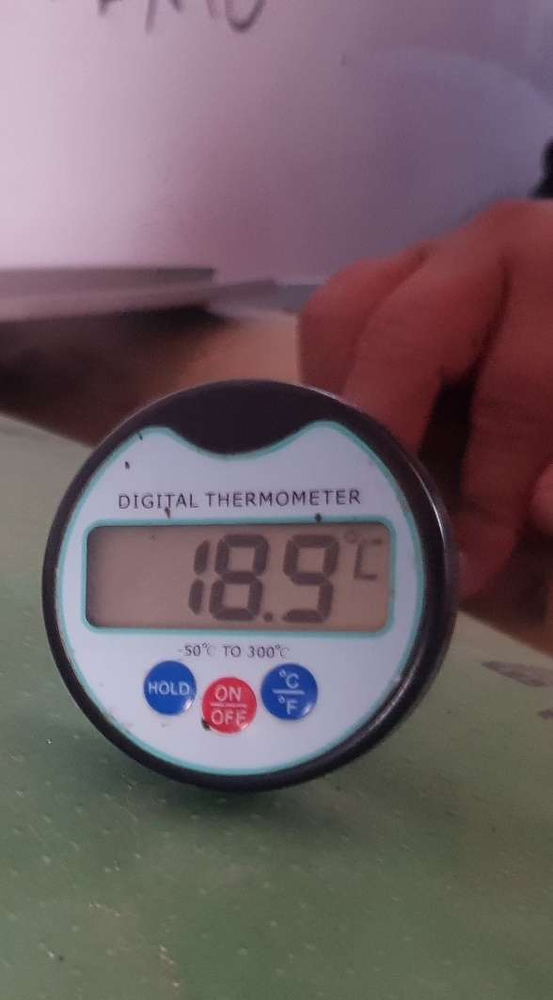 DIGITAL THERMOMETER
18.9°C
-50°C TO 300°C
HOLD
ON
OFF
°C
°F